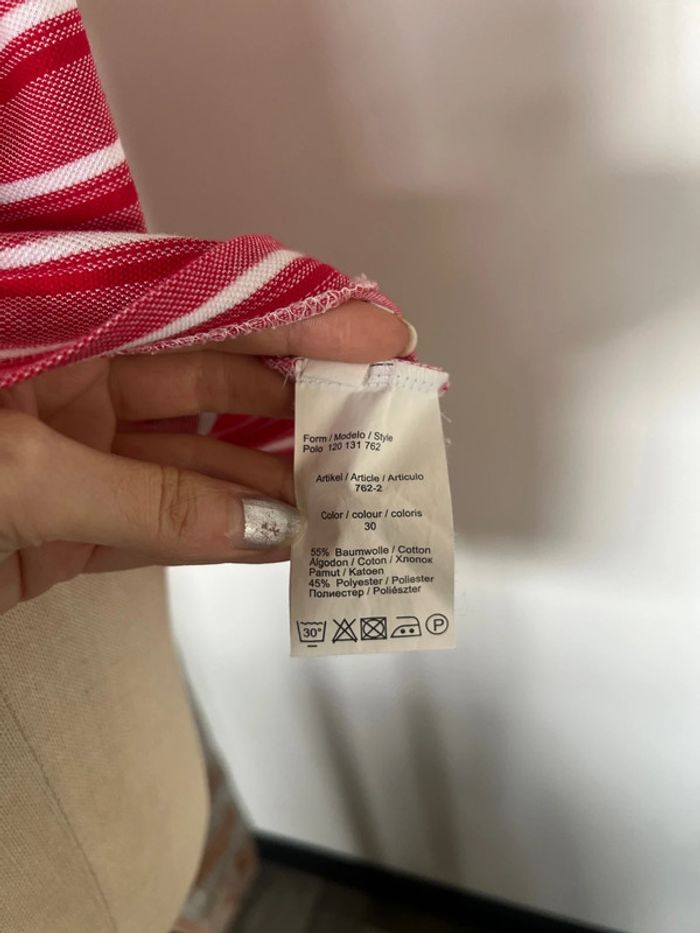 Form / Modelo / Style
Polo 120 131 762
Artikel / Article / Articulo
762-2
Color / colour / coloris
30
55% Baumwolle / Cotton
Algodon / Coton / Хлопок
Pamut / Katoen
45% Polyester / Poliester
Полиестер / Poliészter
30°
P